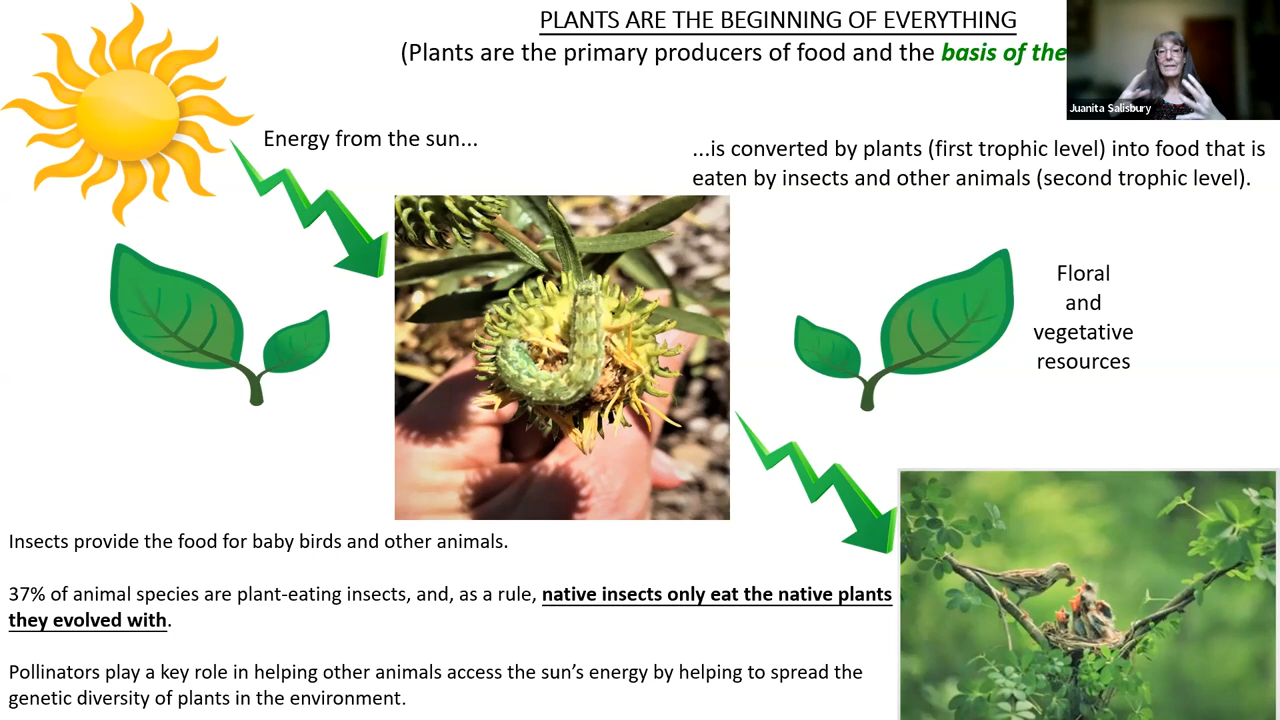 PLANTS ARE THE BEGINNING OF EVERYTHING
(Plants are the primary producers of food and the basis of the
Juanita Salisbury
Energy from the sun...
...is converted by plants (first trophic level) into food that is
eaten by insects and other animals (second trophic level).
Floral
and
vegetative
resources
Insects provide the food for baby birds and other animals.
37% of animal species are plant-eating insects, and, as a rule, native insects only eat the native plants
they evolved with.
Pollinators play a key role in helping other animals access the sun’s energy by helping to spread the
genetic diversity of plants in the environment.